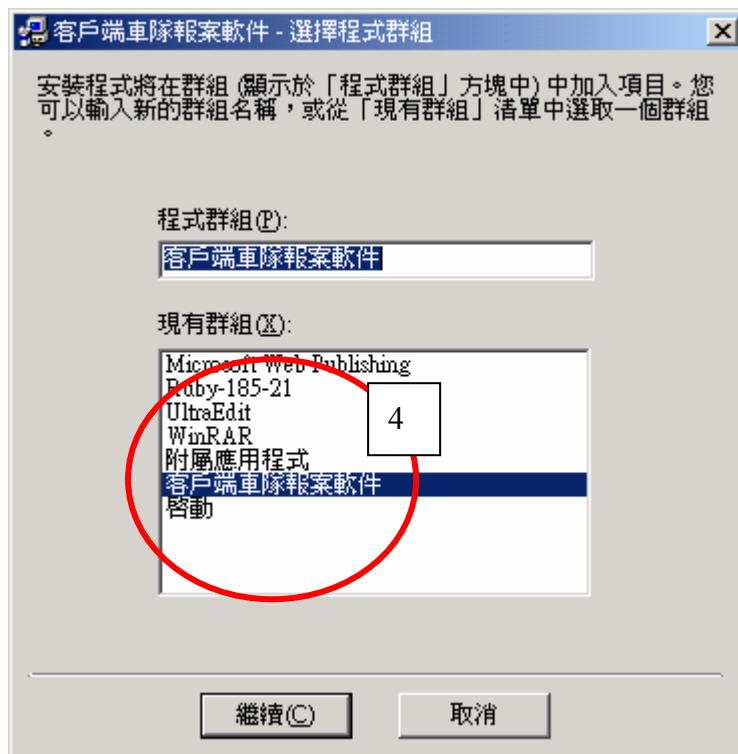 客戶端車隊報案軟件 - 選擇程式群組
安裝程式將在群組 (顯示於「程式群組」方塊中) 中加入項目。您
可以輸入新的群組名稱，或從「現有群組」清單中選取一個群組
。
程式群組(P):
客戶端車隊報案軟件
現有群組(X):
Microsoft Web Publishing
Ruby-185-21
UltraEdit
4
WinRAR
附屬應用程式
客戶端車隊報案軟件
啓動
繼續(C)
取消